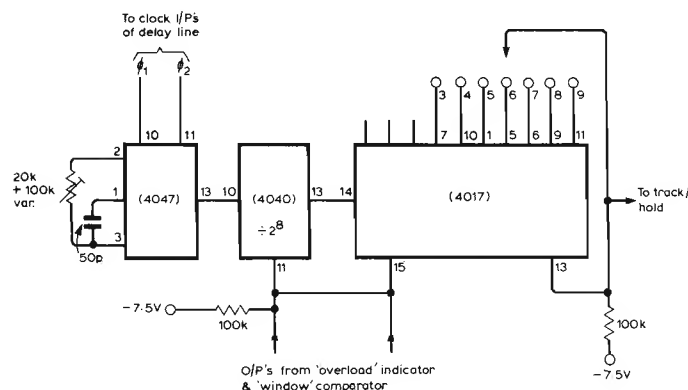 To clock I/P's
of delay line
ϕ1 ϕ2
3 4 5 6 7 8 9
10 11
7 10 1 5 6 9 11
2
20k
+ 100k
var.
1
(4047)
13
10
(4040)
13
14
(4017)
To track/
hold
÷2⁸
3
50p
11
15
13
-7.5V
100k
100k
-7.5V
O/P's from 'overload' indicator
& 'window' comparator